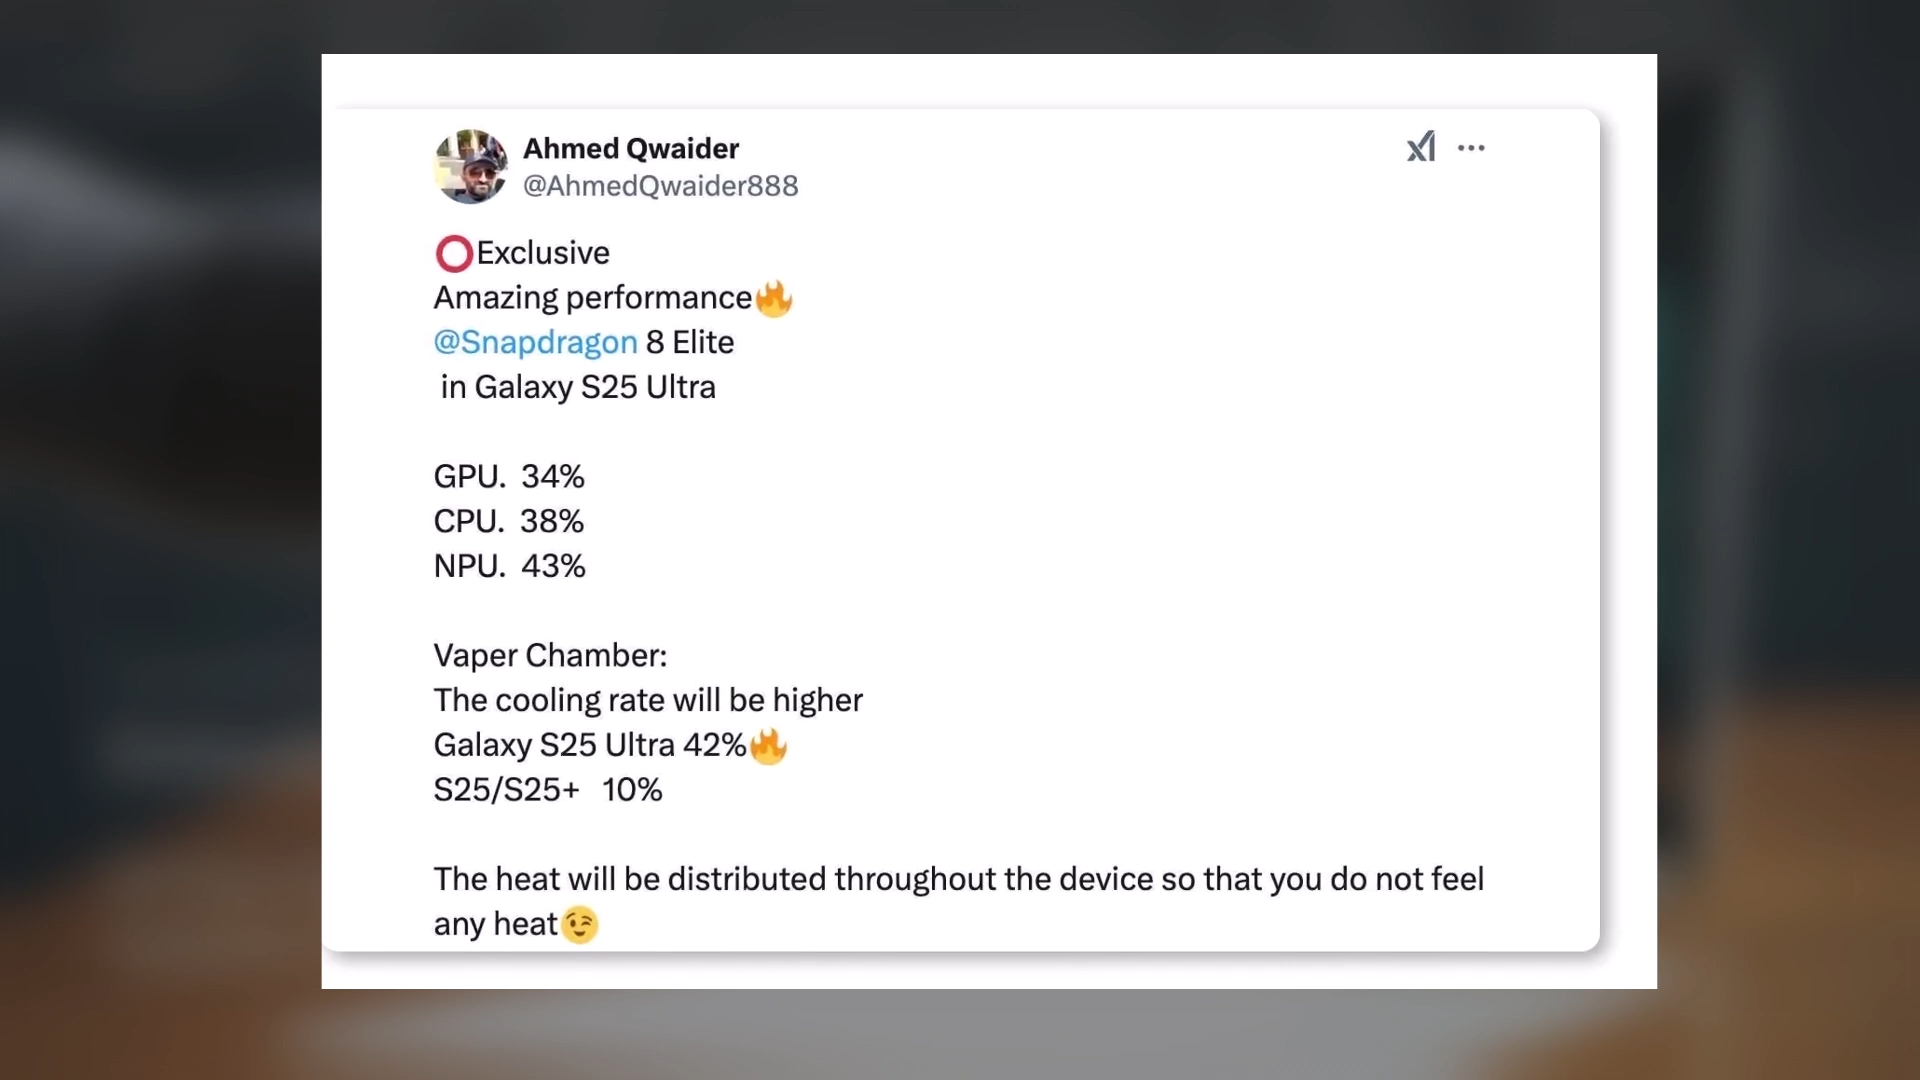 Ahmed Qwaider
@AhmedQwaider888
⭕Exclusive
Amazing performance🔥
@Snapdragon 8 Elite
in Galaxy S25 Ultra
GPU. 34%
CPU. 38%
NPU. 43%
Vaper Chamber:
The cooling rate will be higher
Galaxy S25 Ultra 42%🔥
S25/S25+ 10%
The heat will be distributed throughout the device so that you do not feel
any heat😉